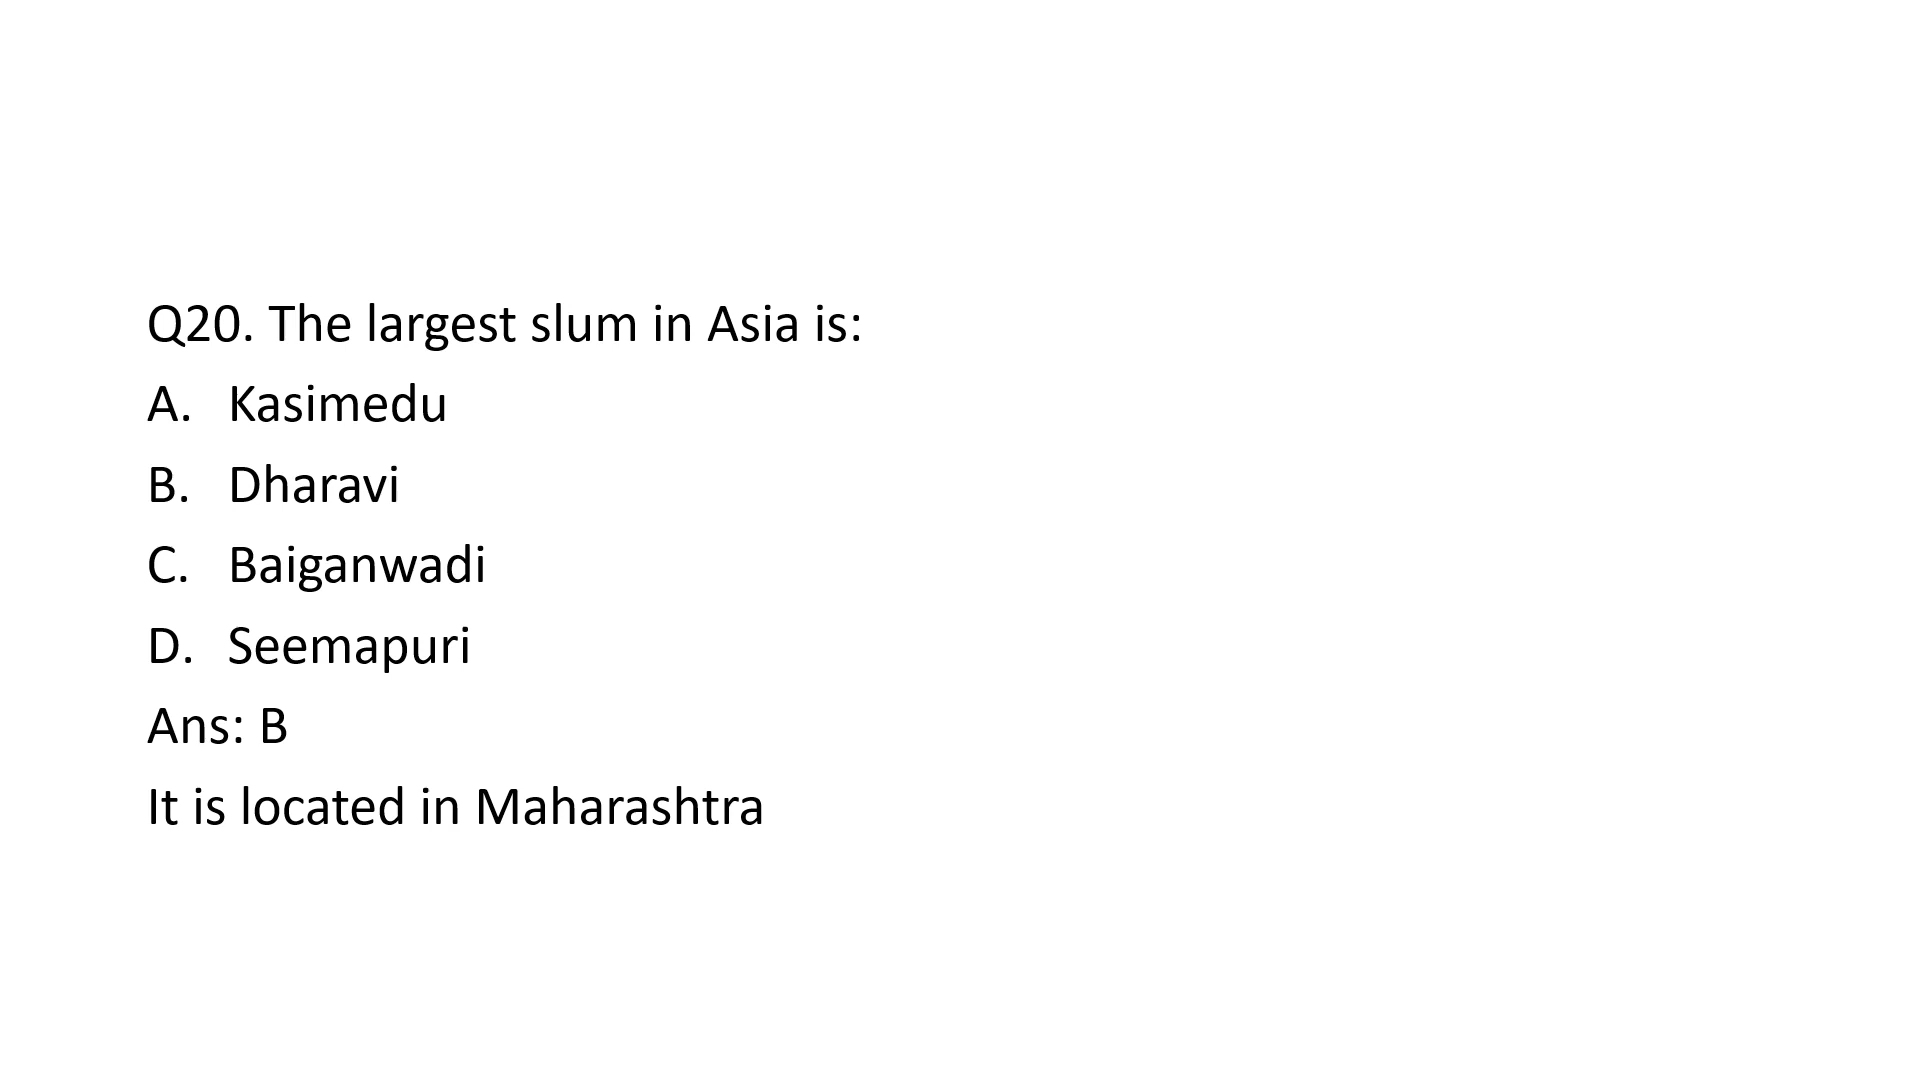 Q20. The largest slum in Asia is:
A. Kasimedu
B. Dharavi
C. Baiganwadi
D. Seemapuri
Ans: B
It is located in Maharashtra